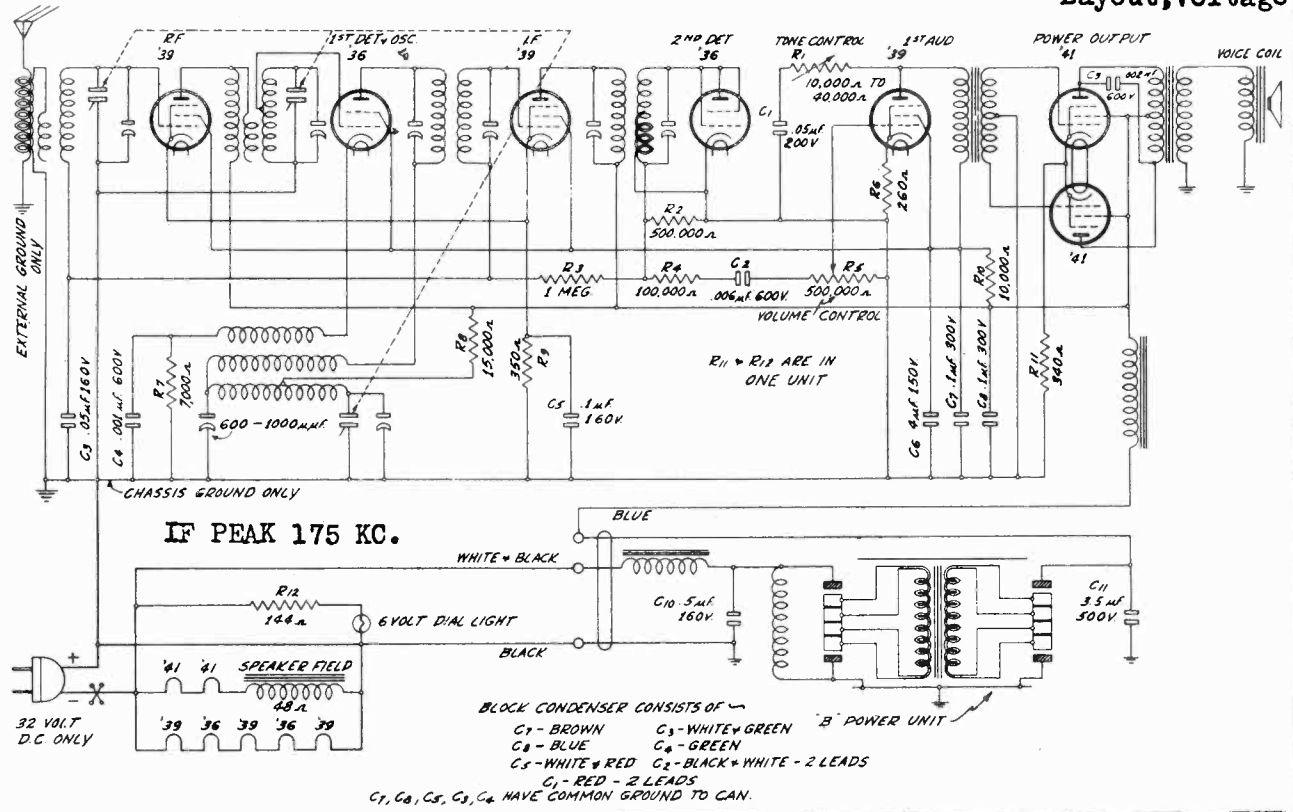 Layout,Voltage
RF
'39
1ST DET & OSC.
'36
I.F
'39
2ND DET
'36
TONE CONTROL
R1
10,000Ω TO
40,000Ω
1ST AUD
'39
POWER OUTPUT
'41
C9 .002 µf
600V
VOICE COIL
C1
.05µf
200V
R6
260Ω
'41
EXTERNAL GROUND
ONLY
R2
500,000Ω
R3
1 MEG
R4
100,000Ω
C2
.006µf 600V.
R5
500,000Ω
VOLUME CONTROL
R10
10,000Ω
C3 .05µf 160V
C4 .001 µf 600V
R7
7,000Ω
600-1000µµf.
R8
15,000Ω
350Ω
R9
C5 .1µf
160V.
R11 & R12 ARE IN
ONE UNIT
C6 4µf 150V
C7 .1µf 300V
C8 .1µf 300V
R11
340Ω
CHASSIS GROUND ONLY
IF PEAK 175 KC.
BLUE
WHITE & BLACK
R12
144Ω
6 VOLT DIAL LIGHT
BLACK
C10 .5µf
160V.
C11
3.5µf
500V.
+
-
32 VOLT
D.C ONLY
'41 '41 SPEAKER FIELD
48Ω
'39 '36 '39 '36 '39
"B" POWER UNIT
BLOCK CONDENSER CONSISTS OF
C7 - BROWN C3 - WHITE & GREEN
C8 - BLUE C4 - GREEN
C5 - WHITE & RED C2 - BLACK & WHITE - 2 LEADS
C1 - RED - 2 LEADS
C7, C8, C5, C3, C4 HAVE COMMON GROUND TO CAN.